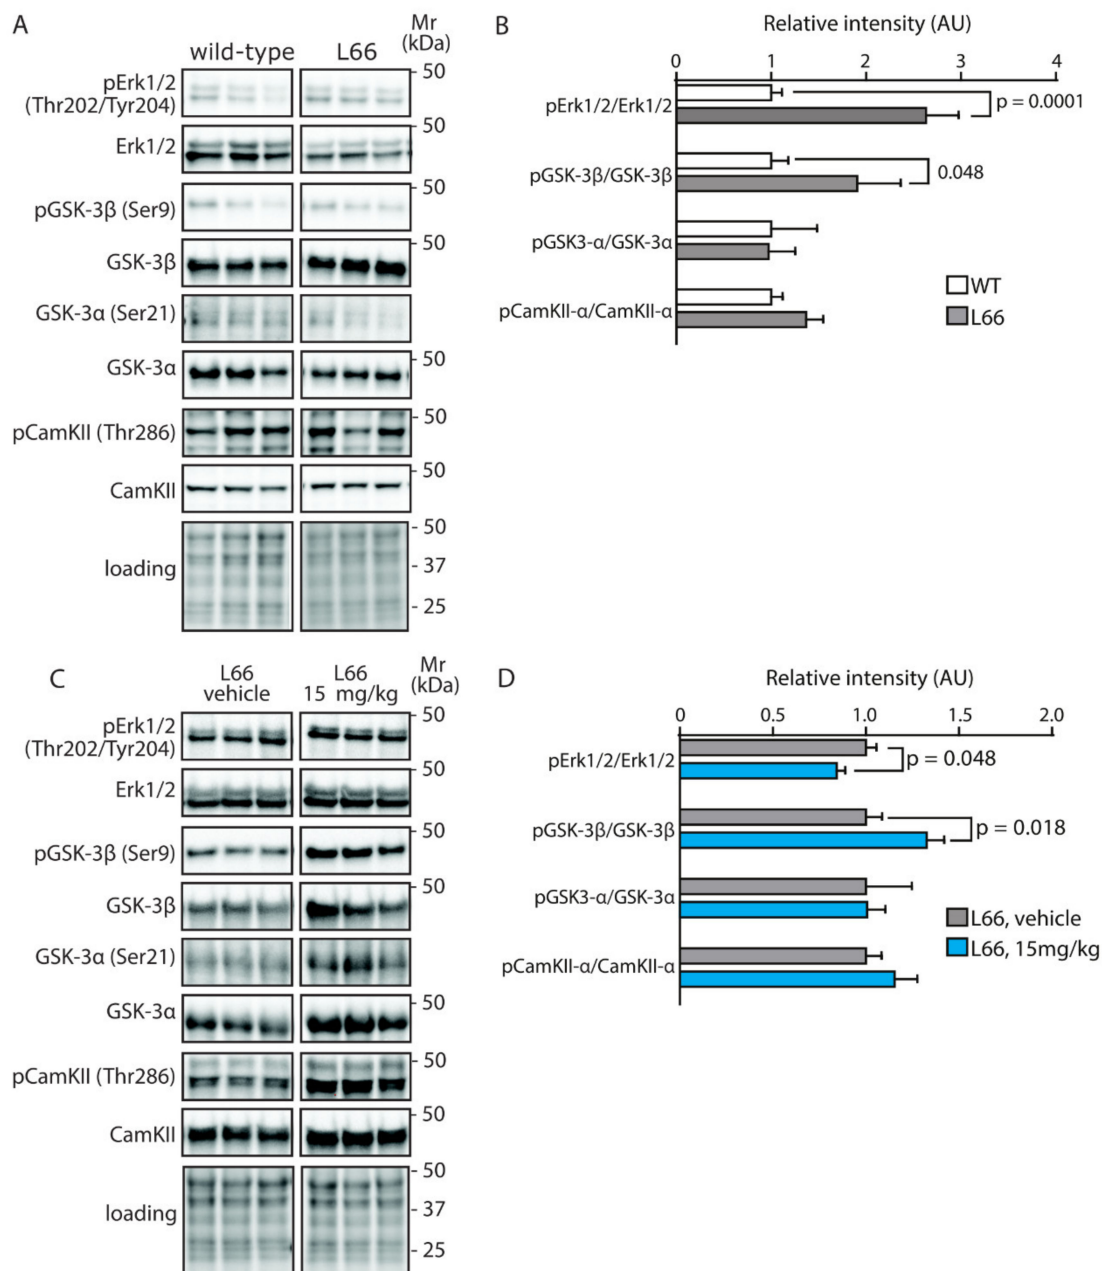 A
Mr
(kDa)
wild-type L66
pErk1/2
(Thr202/Tyr204)
- 50
Erk1/2
- 50
pGSK-3β (Ser9)
- 50
GSK-3β
- 50
GSK-3α (Ser21)
GSK-3α
- 50
pCamKII (Thr286)
- 50
CamKII
- 50
loading
- 50
- 37
- 25
B
Relative intensity (AU)
0 1 2 3 4
pErk1/2/Erk1/2
p = 0.0001
pGSK-3β/GSK-3β
0.048
pGSK3-α/GSK-3α
pCamKII-α/CamKII-α
WT
L66
C
L66
vehicle
L66
15 mg/kg
Mr
(kDa)
pErk1/2
(Thr202/Tyr204)
- 50
Erk1/2
- 50
pGSK-3β (Ser9)
- 50
GSK-3β
- 50
GSK-3α (Ser21)
GSK-3α
- 50
pCamKII (Thr286)
- 50
CamKII
- 50
loading
- 50
- 37
- 25
D
Relative intensity (AU)
0 0.5 1.0 1.5 2.0
pErk1/2/Erk1/2
p = 0.048
pGSK-3β/GSK-3β
p = 0.018
pGSK3-α/GSK-3α
pCamKII-α/CamKII-α
L66, vehicle
L66, 15mg/kg